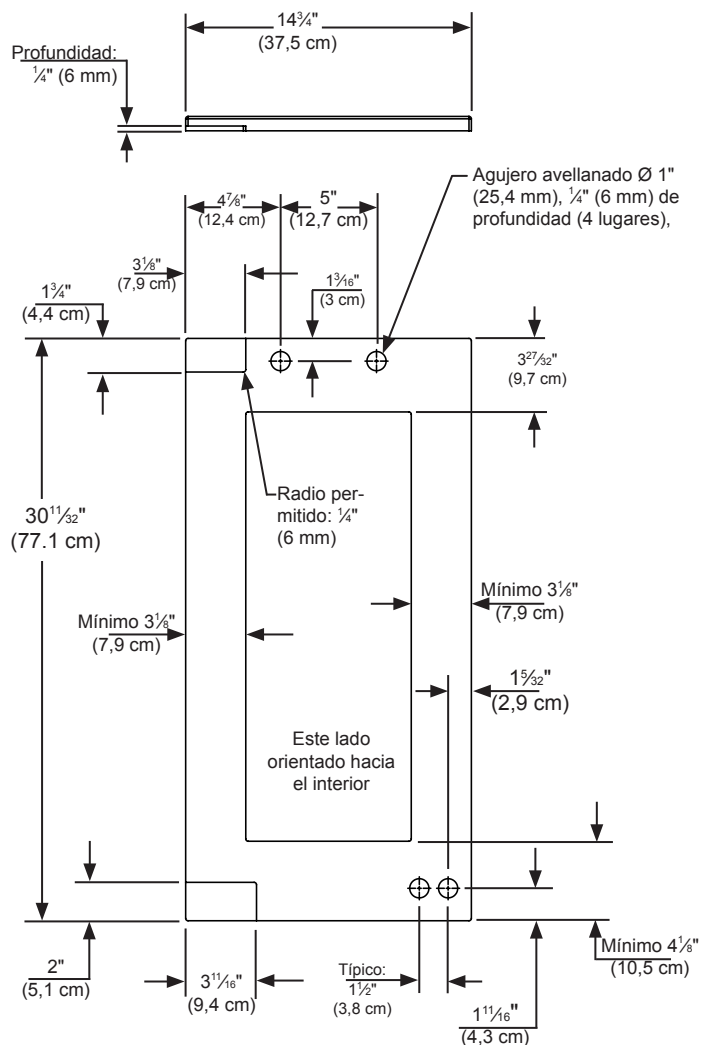 14¾"
(37,5 cm)
Profundidad:
¼" (6 mm)
4⅞"
(12,4 cm)
5"
(12,7 cm)
Agujero avellanado Ø 1"
(25,4 mm), ¼" (6 mm) de
profundidad (4 lugares),
3⅛"
(7,9 cm)
1³⁄₁₆"
(3 cm)
1¾"
(4,4 cm)
3²⁷⁄₃₂"
(9,7 cm)
Radio per-
mitido: ¼"
(6 mm)
30¹¹⁄₃₂"
(77.1 cm)
Mínimo 3⅛"
(7,9 cm)
Mínimo 3⅛"
(7,9 cm)
1⁵⁄₃₂"
(2,9 cm)
Este lado
orientado hacia
el interior
2"
(5,1 cm)
3¹¹⁄₁₆"
(9,4 cm)
Típico:
1½"
(3,8 cm)
Mínimo 4⅛"
(10,5 cm)
1¹¹⁄₁₆"
(4,3 cm)